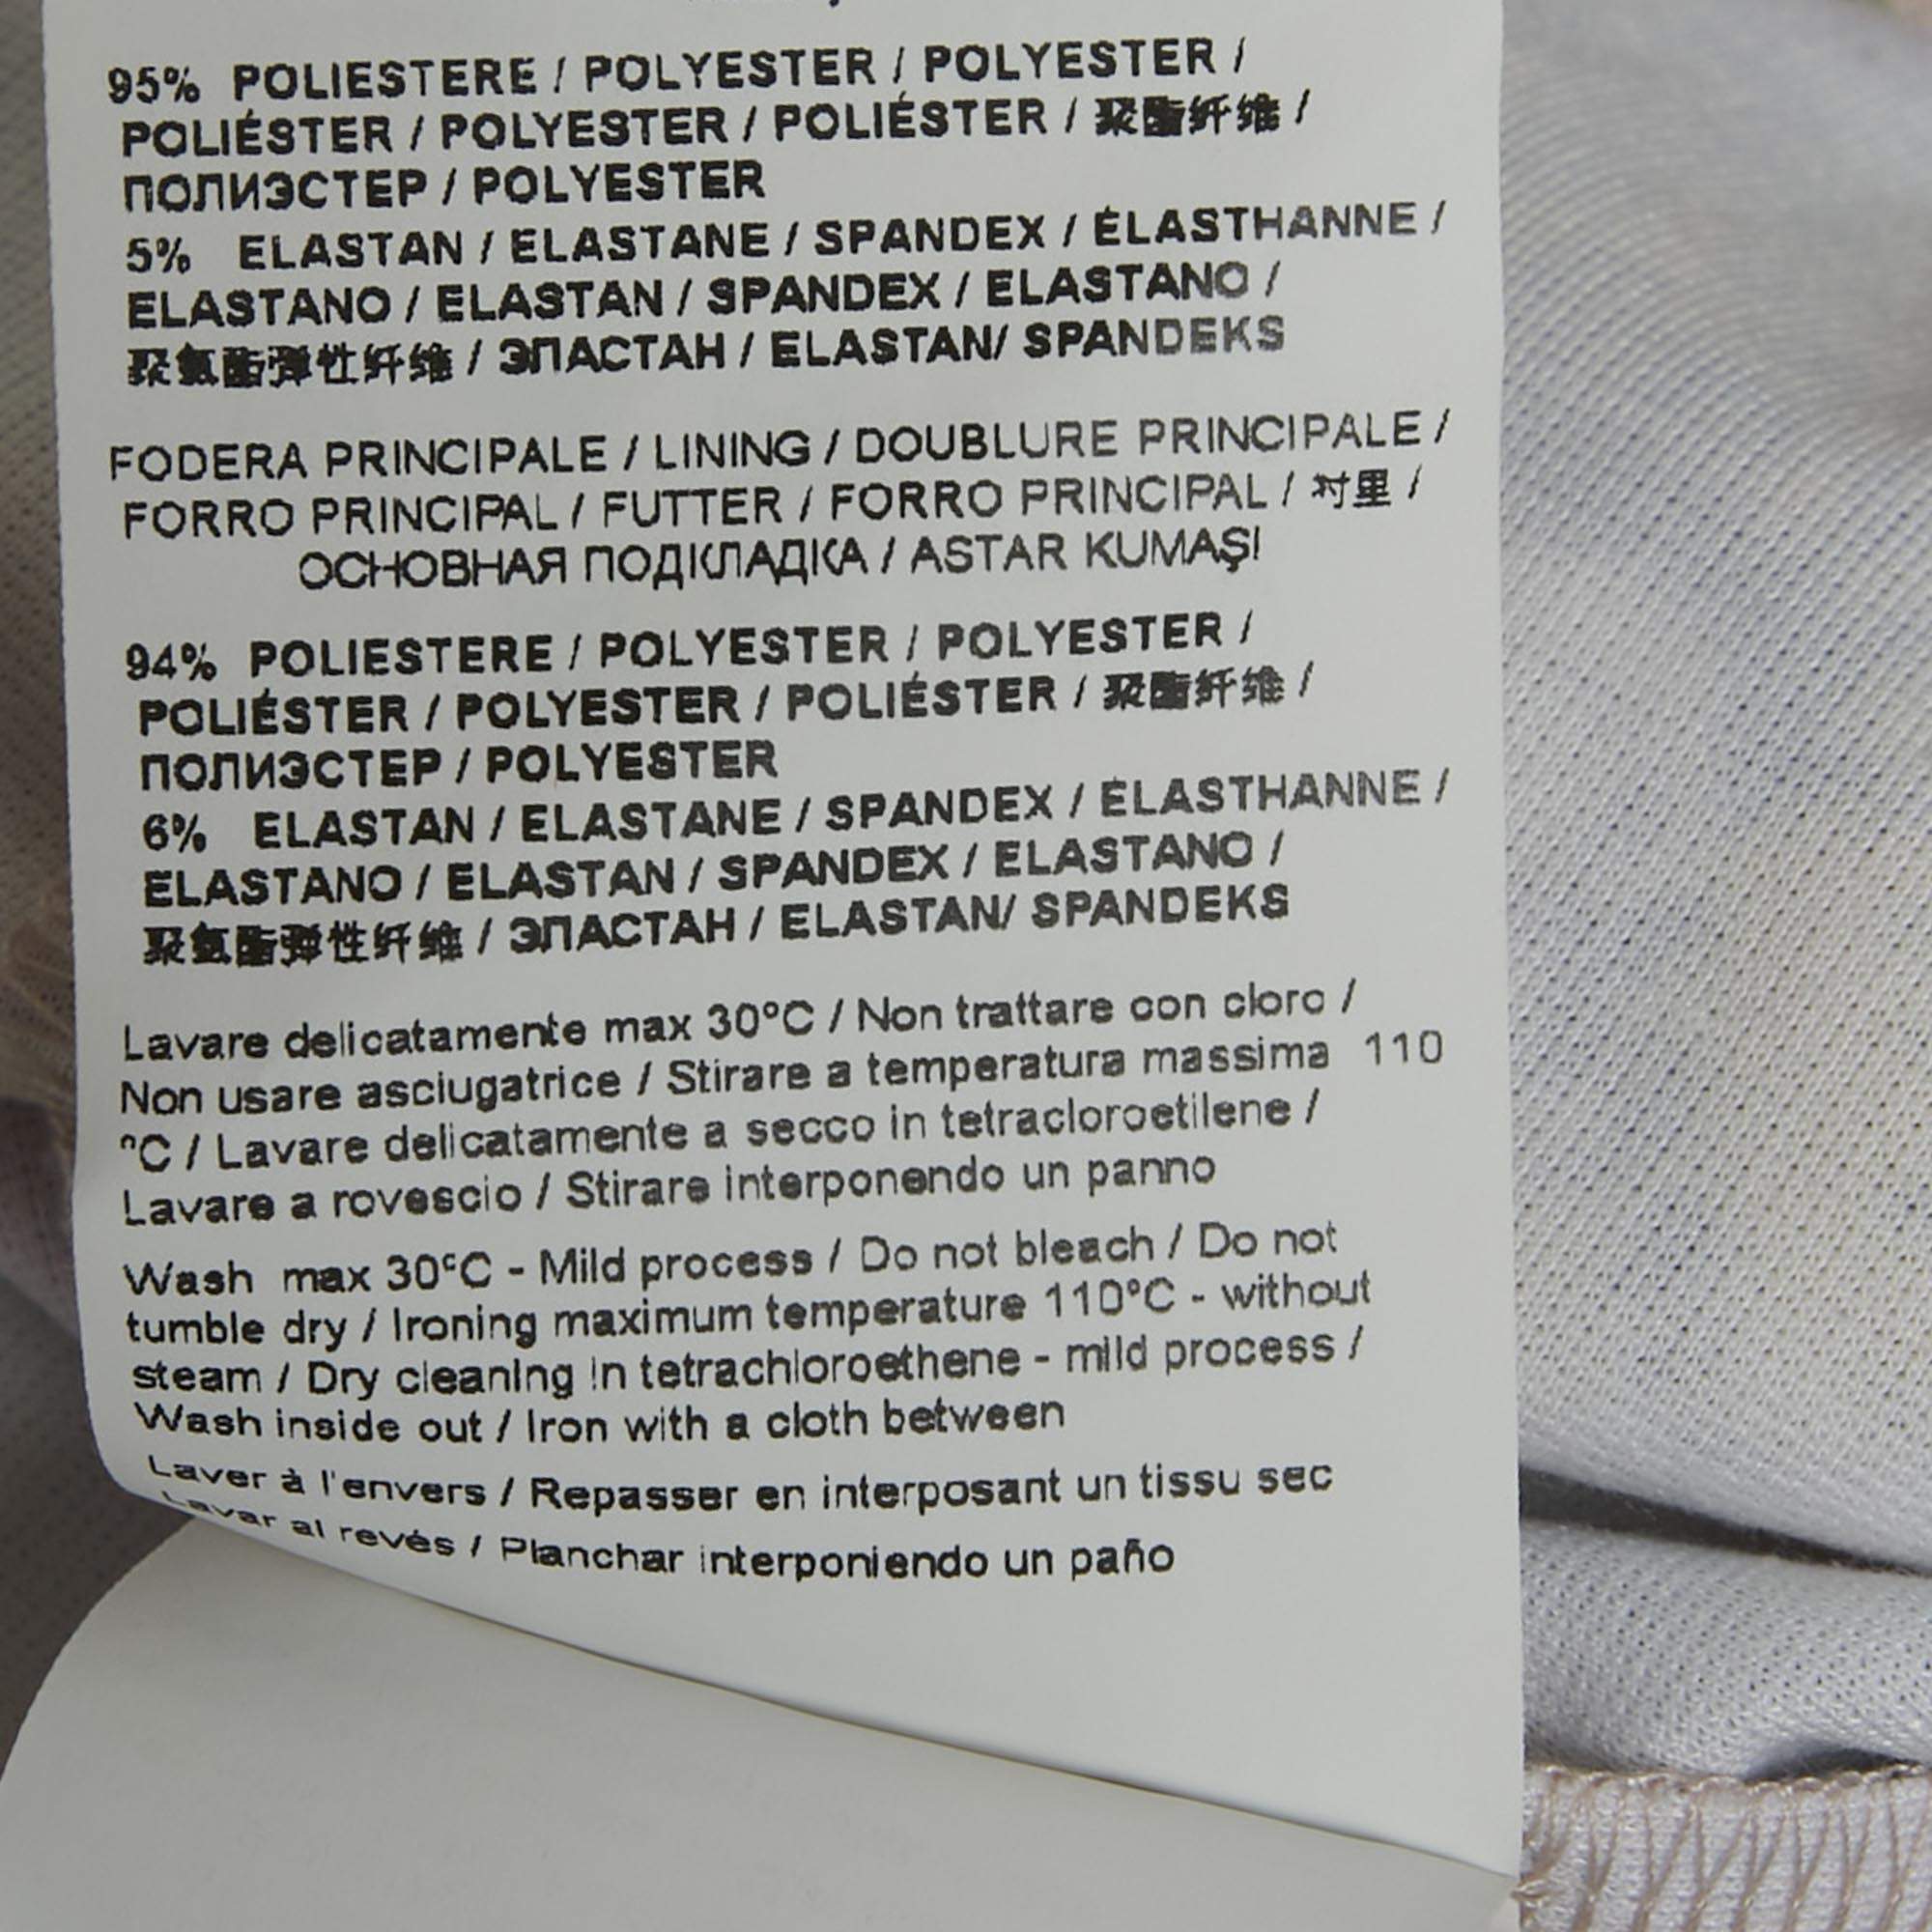 95% POLIESTERE / POLYESTER / POLYESTER /
POLIÉSTER / POLYESTER / POLIÉSTER / 聚酯纤维 /
ПОЛИЭСТЕР / POLYESTER
5% ELASTAN / ELASTANE / SPANDEX / ÉLASTHANNE /
ELASTANO / ELASTAN / SPANDEX / ELASTANO /
聚氨酯弹性纤维 / ЭЛАСТАН / ELASTAN/ SPANDEKS
FODERA PRINCIPALE / LINING / DOUBLURE PRINCIPALE /
FORRO PRINCIPAL / FUTTER / FORRO PRINCIPAL / 衬里 /
ОСНОВНАЯ ПОДКЛАДКА / ASTAR KUMAŞI
94% POLIESTERE / POLYESTER / POLYESTER /
POLIÉSTER / POLYESTER / POLIÉSTER / 聚酯纤维 /
ПОЛИЭСТЕР / POLYESTER
6% ELASTAN / ELASTANE / SPANDEX / ÉLASTHANNE /
ELASTANO / ELASTAN / SPANDEX / ELASTANO /
聚氨酯弹性纤维 / ЭЛАСТАН / ELASTAN/ SPANDEKS
Lavare delicatamente max 30°C / Non trattare con cloro /
Non usare asciugatrice / Stirare a temperatura massima 110
°C / Lavare delicatamente a secco in tetracloroetilene /
Lavare a rovescio / Stirare interponendo un panno
Wash max 30°C - Mild process / Do not bleach / Do not
tumble dry / Ironing maximum temperature 110°C - without
steam / Dry cleaning in tetrachloroethene - mild process /
Wash inside out / Iron with a cloth between
Laver à l'envers / Repasser en interposant un tissu sec
Lavar al revés / Planchar interponiendo un paño